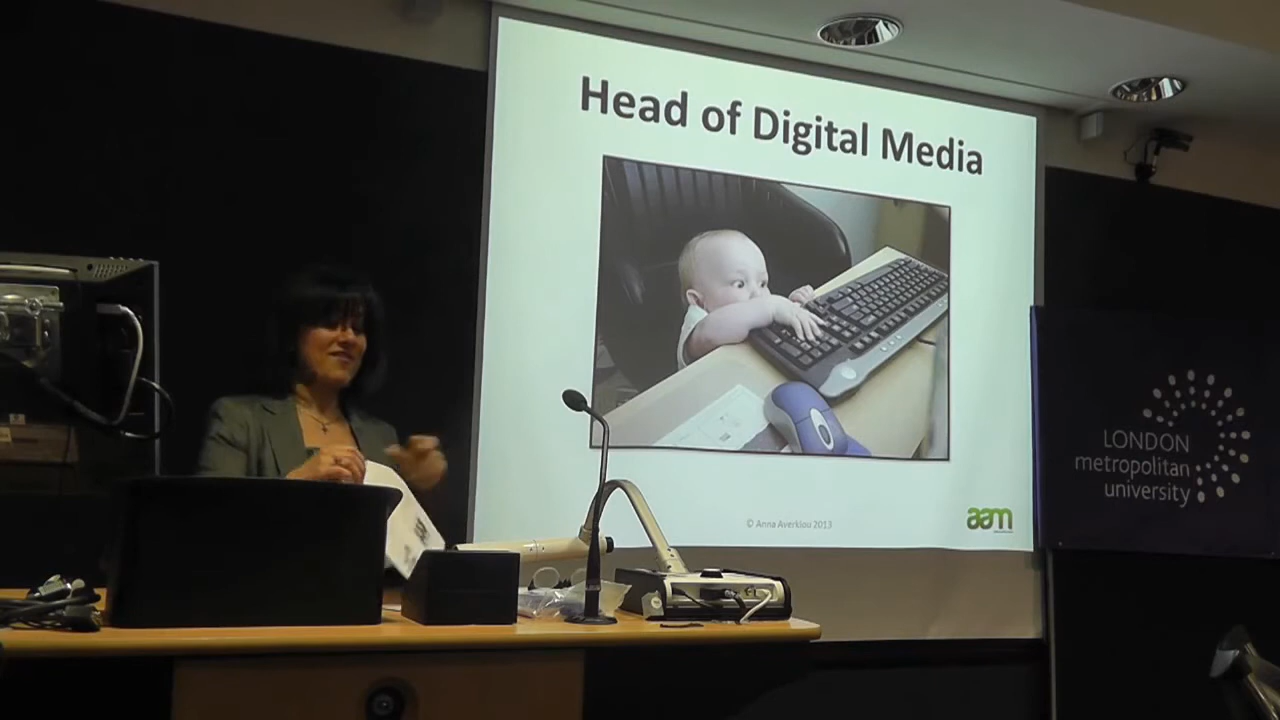 Head of Digital Media
© Anna Averkiou 2013
aam
LONDON
metropolitan
university